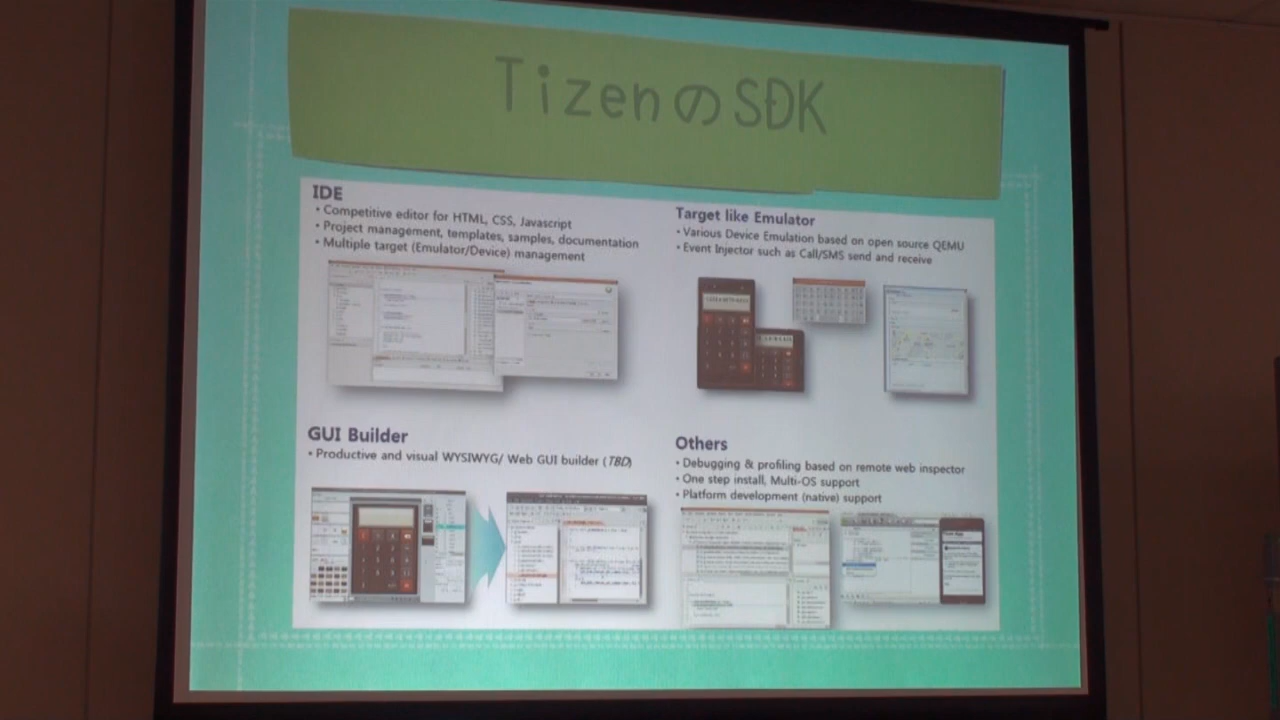 TizenのSDK
IDE
• Competitive editor for HTML, CSS, Javascript
• Project management, templates, samples, documentation
• Multiple target (Emulator/Device) management
Target like Emulator
• Various Device Emulation based on open source QEMU
• Event Injector such as Call/SMS send and receive
GUI Builder
• Productive and visual WYSIWYG/ Web GUI builder (TBD)
Others
• Debugging & profiling based on remote web inspector
• One step install, Multi-OS support
• Platform development (native) support